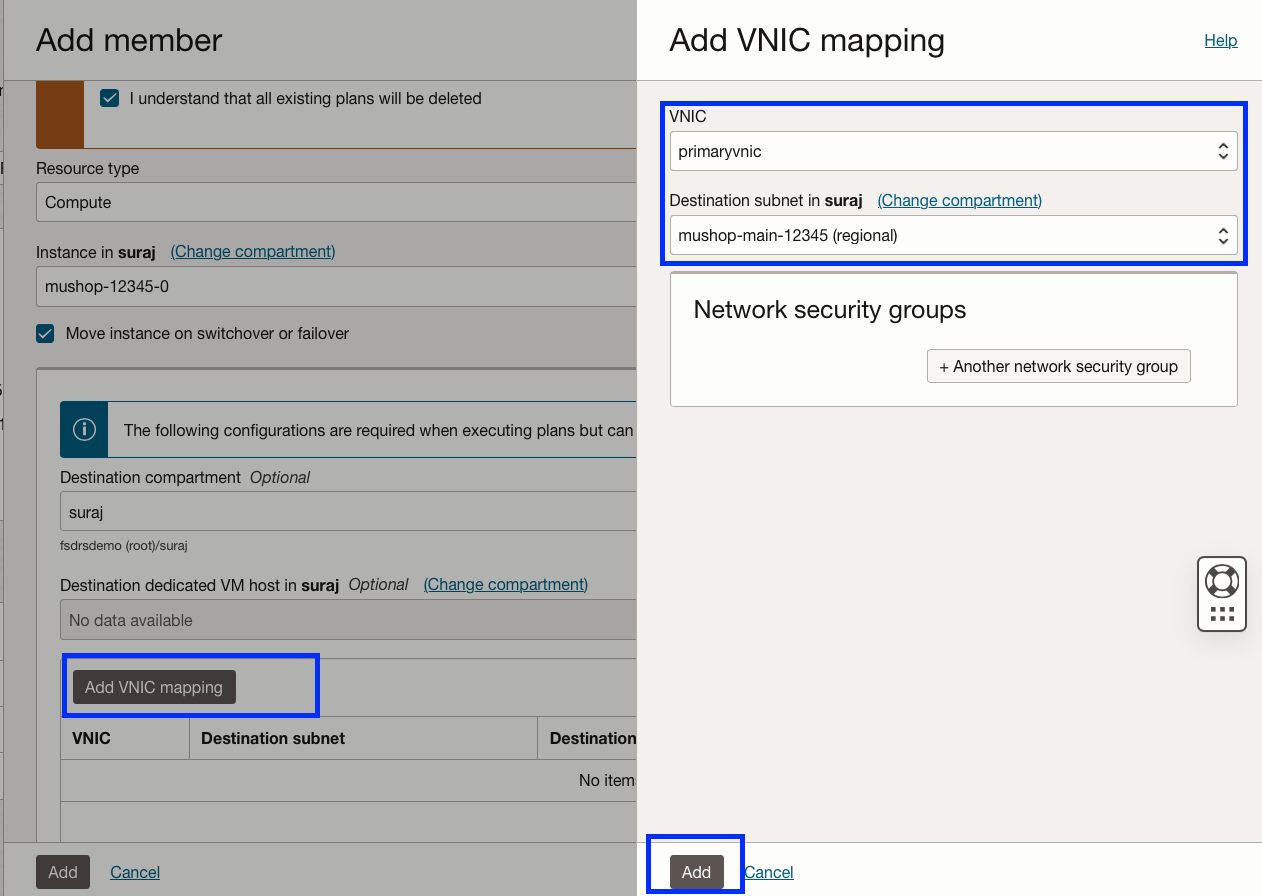 Add member
I understand that all existing plans will be deleted
Resource type
Compute
Instance in suraj (Change compartment)
mushop-12345-0
Move instance on switchover or failover
The following configurations are required when executing plans but can
Destination compartment Optional
suraj
fsdrsdemo (root)/suraj
Destination dedicated VM host in suraj Optional (Change compartment)
No data available
Add VNIC mapping
VNIC Destination subnet Destination
No items
Add Cancel
Add VNIC mapping Help
VNIC
primaryvnic
Destination subnet in suraj (Change compartment)
mushop-main-12345 (regional)
Network security groups
+ Another network security group
Add Cancel